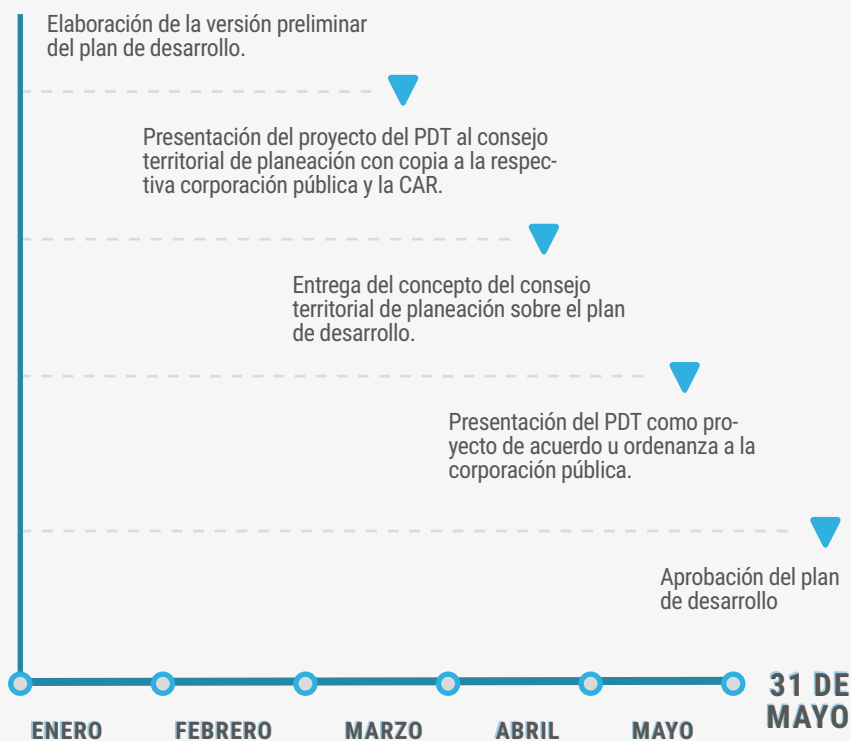 Elaboración de la versión preliminar
del plan de desarrollo.
Presentación del proyecto del PDT al consejo
territorial de planeación con copia a la respec-
tiva corporación pública y la CAR.
Entrega del concepto del consejo
territorial de planeación sobre el plan
de desarrollo.
Presentación del PDT como pro-
yecto de acuerdo u ordenanza a la
corporación pública.
Aprobación del plan
de desarrollo
31 DE
MAYO
ENERO FEBRERO MARZO ABRIL MAYO